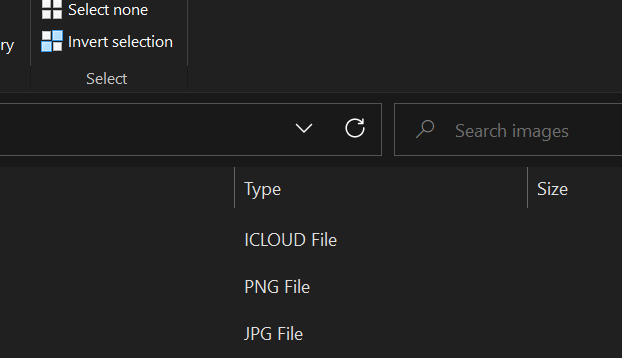 Select none
ry
Invert selection
Select
Search images
Type
Size
ICLOUD File
PNG File
JPG File